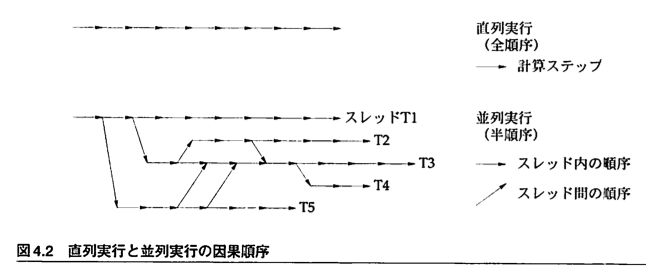 直列実行
（全順序）
計算ステップ
スレッドT1
並列実行
（半順序）
T2
T3
スレッド内の順序
T4
スレッド間の順序
T5
図4.2 直列実行と並列実行の因果順序